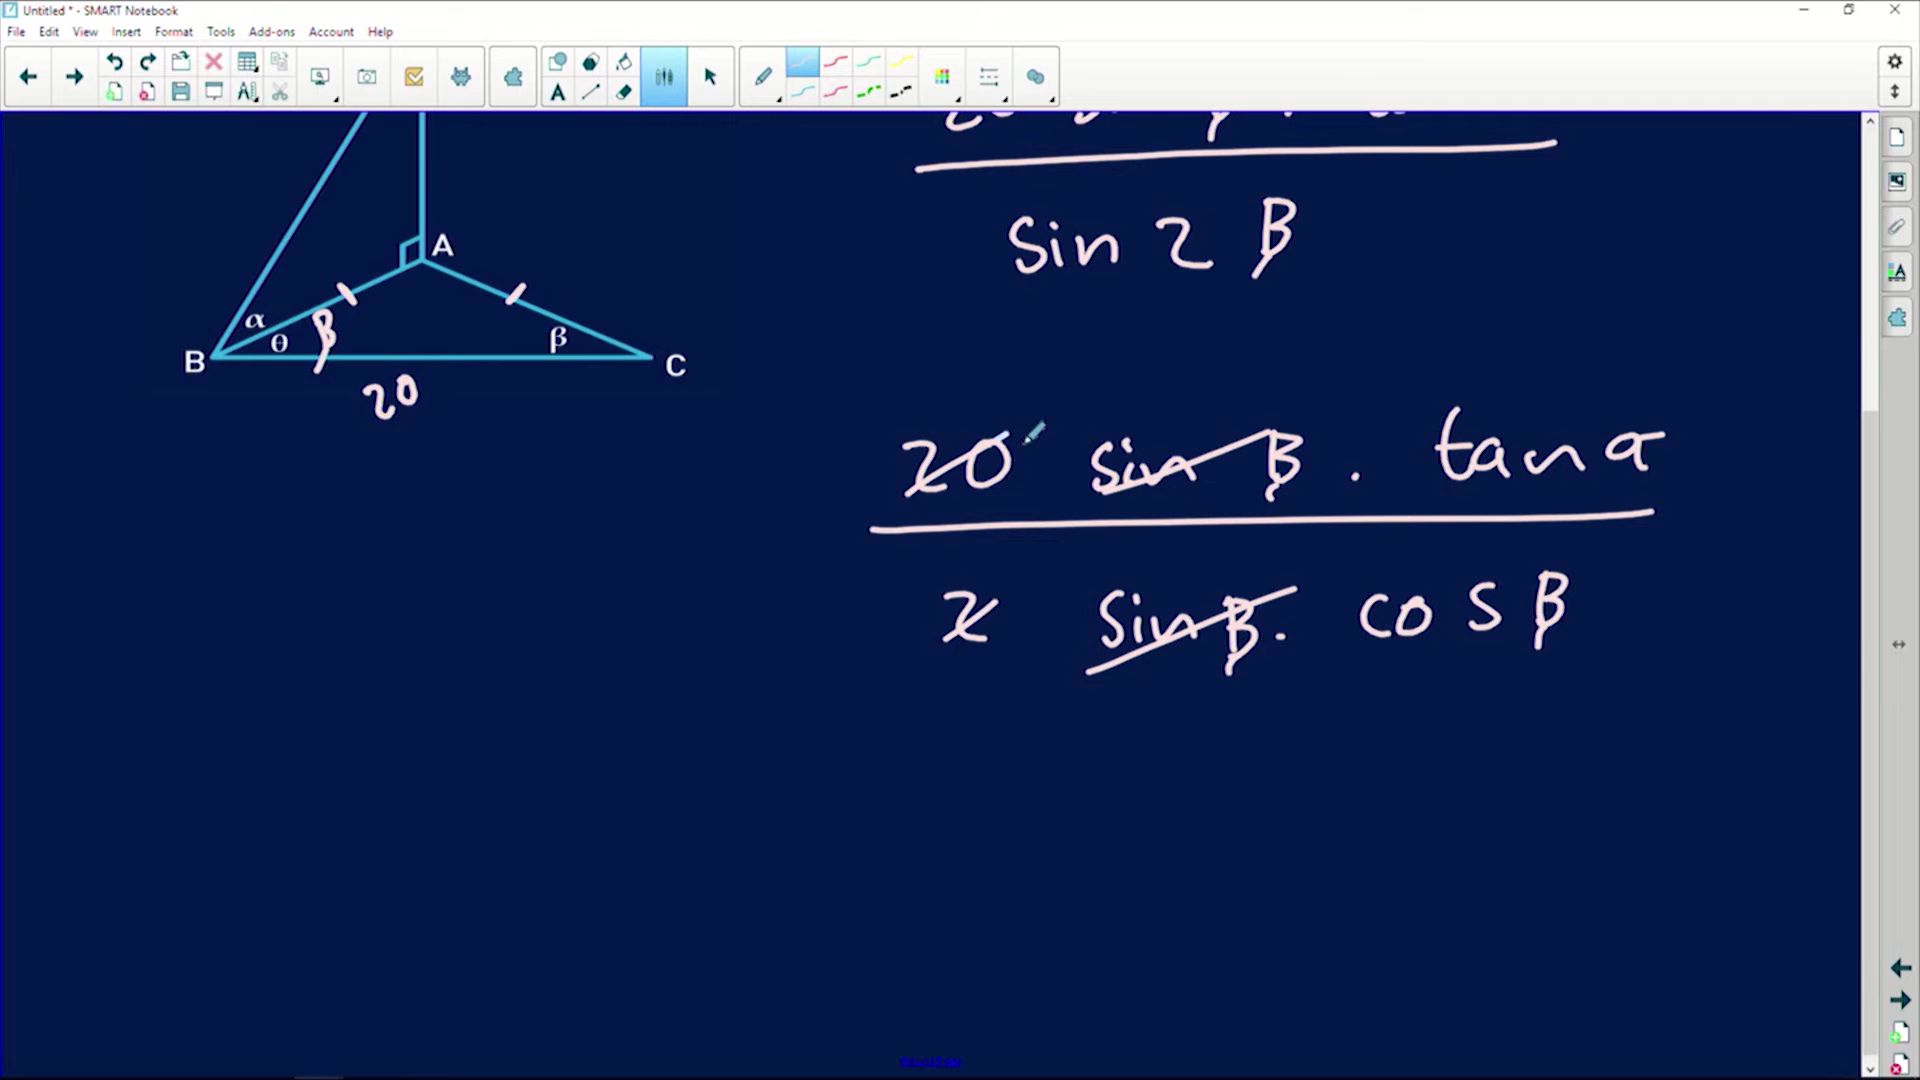 Untitled * - SMART Notebook
File Edit View Insert Format Tools Add-ons Account Help
A
α
θ β β
B C
20
sin 2 β
20 sin β . tan α
2 sin β . cos β